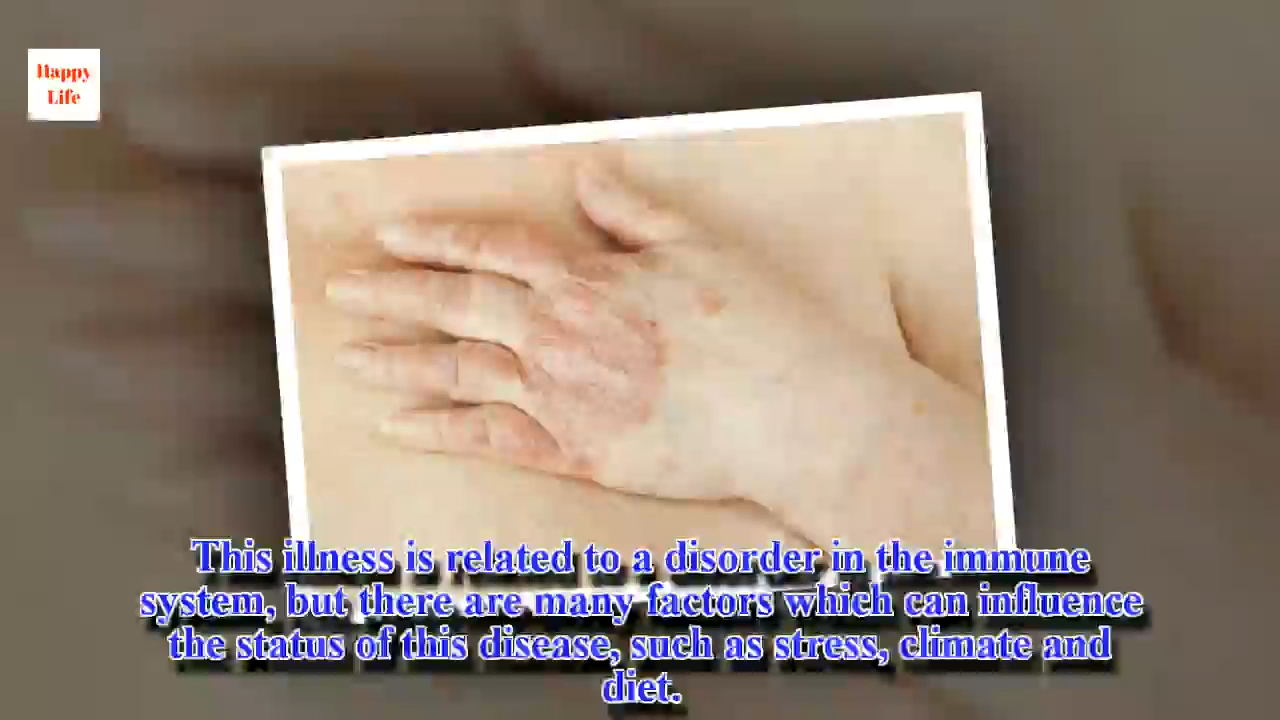 Happy
Life
This illness is related to a disorder in the immune
system, but there are many factors which can influence
the status of this disease, such as stress, climate and
diet.